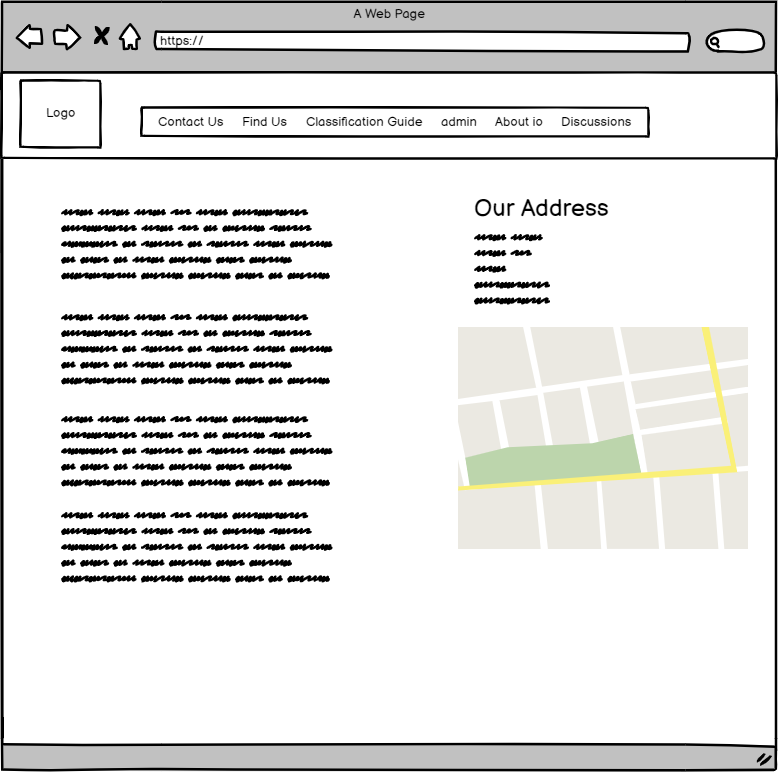 A Web Page
https://
Logo
Contact Us Find Us Classification Guide admin About io Discussions
Our Address